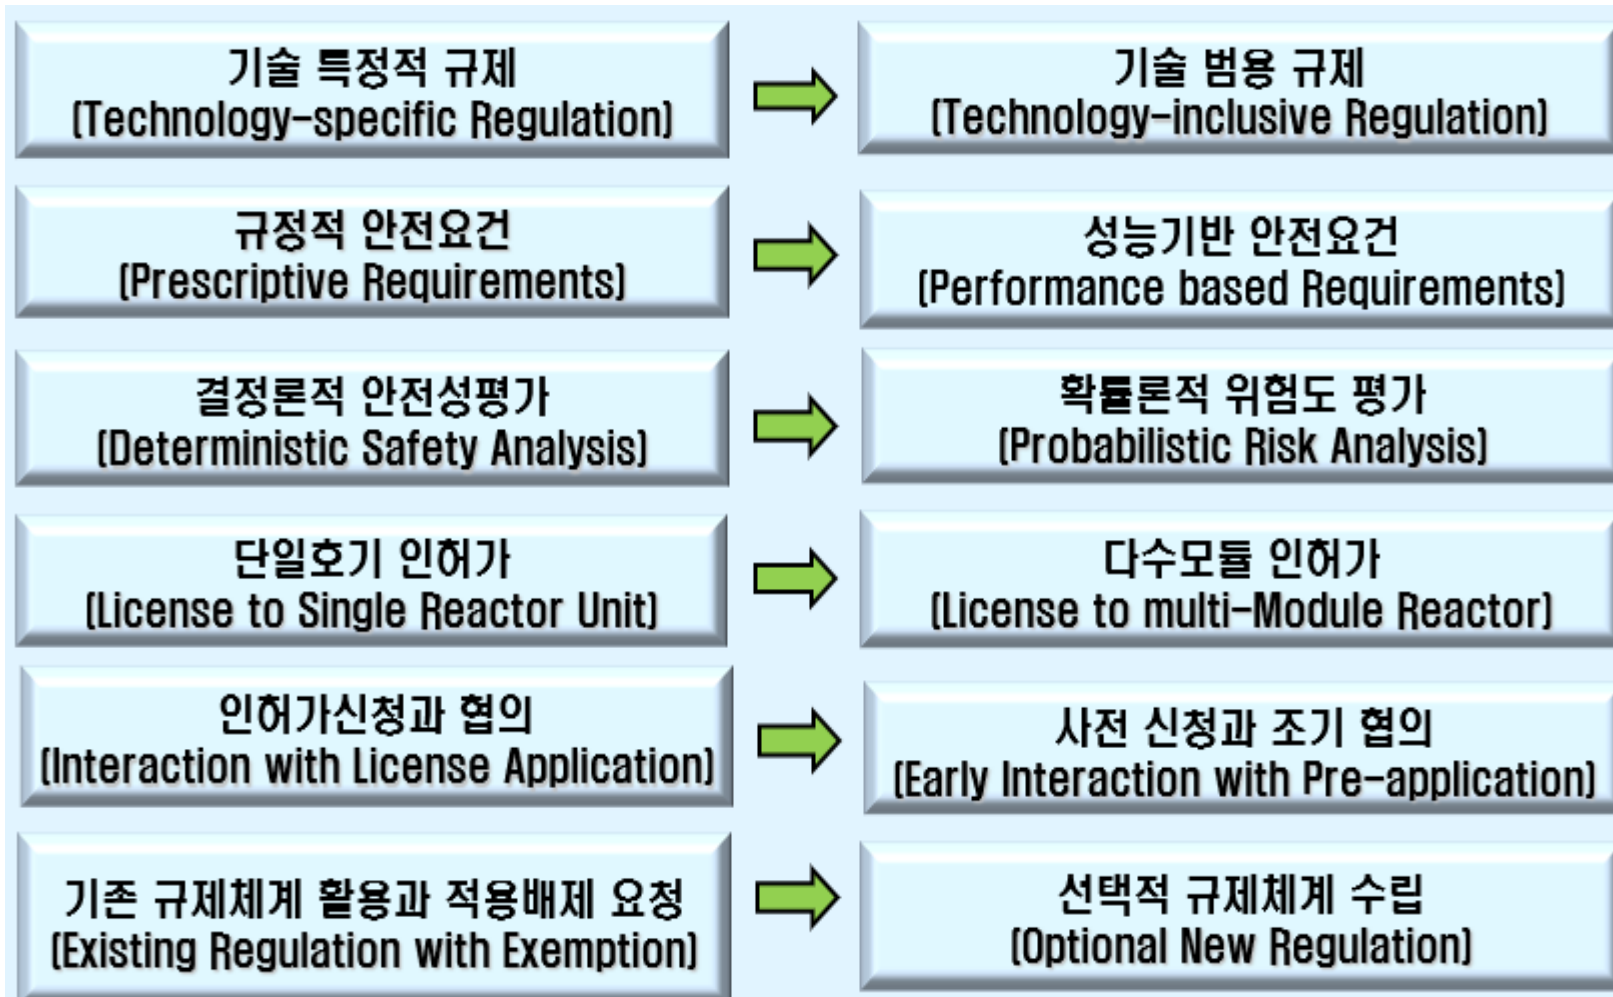 기술 특정적 규제
(Technology-specific Regulation)
기술 범용 규제
(Technology-inclusive Regulation)
규정적 안전요건
(Prescriptive Requirements)
성능기반 안전요건
(Performance based Requirements)
결정론적 안전성평가
(Deterministic Safety Analysis)
확률론적 위험도 평가
(Probabilistic Risk Analysis)
단일호기 인허가
(License to Single Reactor Unit)
다수모듈 인허가
(License to multi-Module Reactor)
인허가신청과 협의
(Interaction with License Application)
사전 신청과 조기 협의
(Early Interaction with Pre-application)
기존 규제체계 활용과 적용배제 요청
(Existing Regulation with Exemption)
선택적 규제체계 수립
(Optional New Regulation)